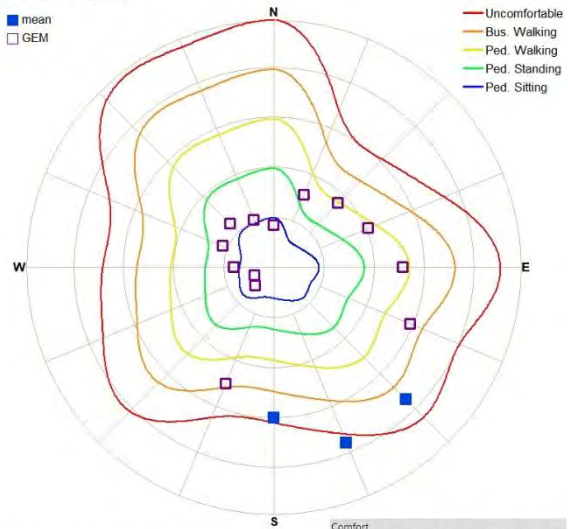 mean
GEM
Uncomfortable
Bus. Walking
Ped. Walking
Ped. Standing
Ped. Sitting
N
W
E
S
Comfort